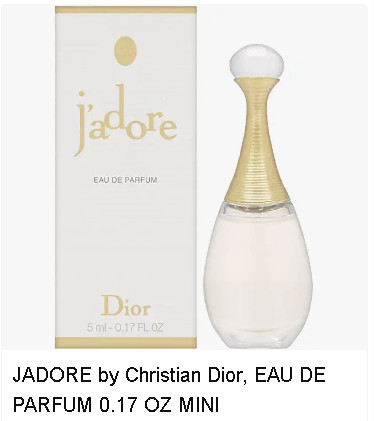 j'adore
EAU DE PARFUM
Dior
5 ml - 0.17 FL.OZ
JADORE by Christian Dior, EAU DE
PARFUM 0.17 OZ MINI